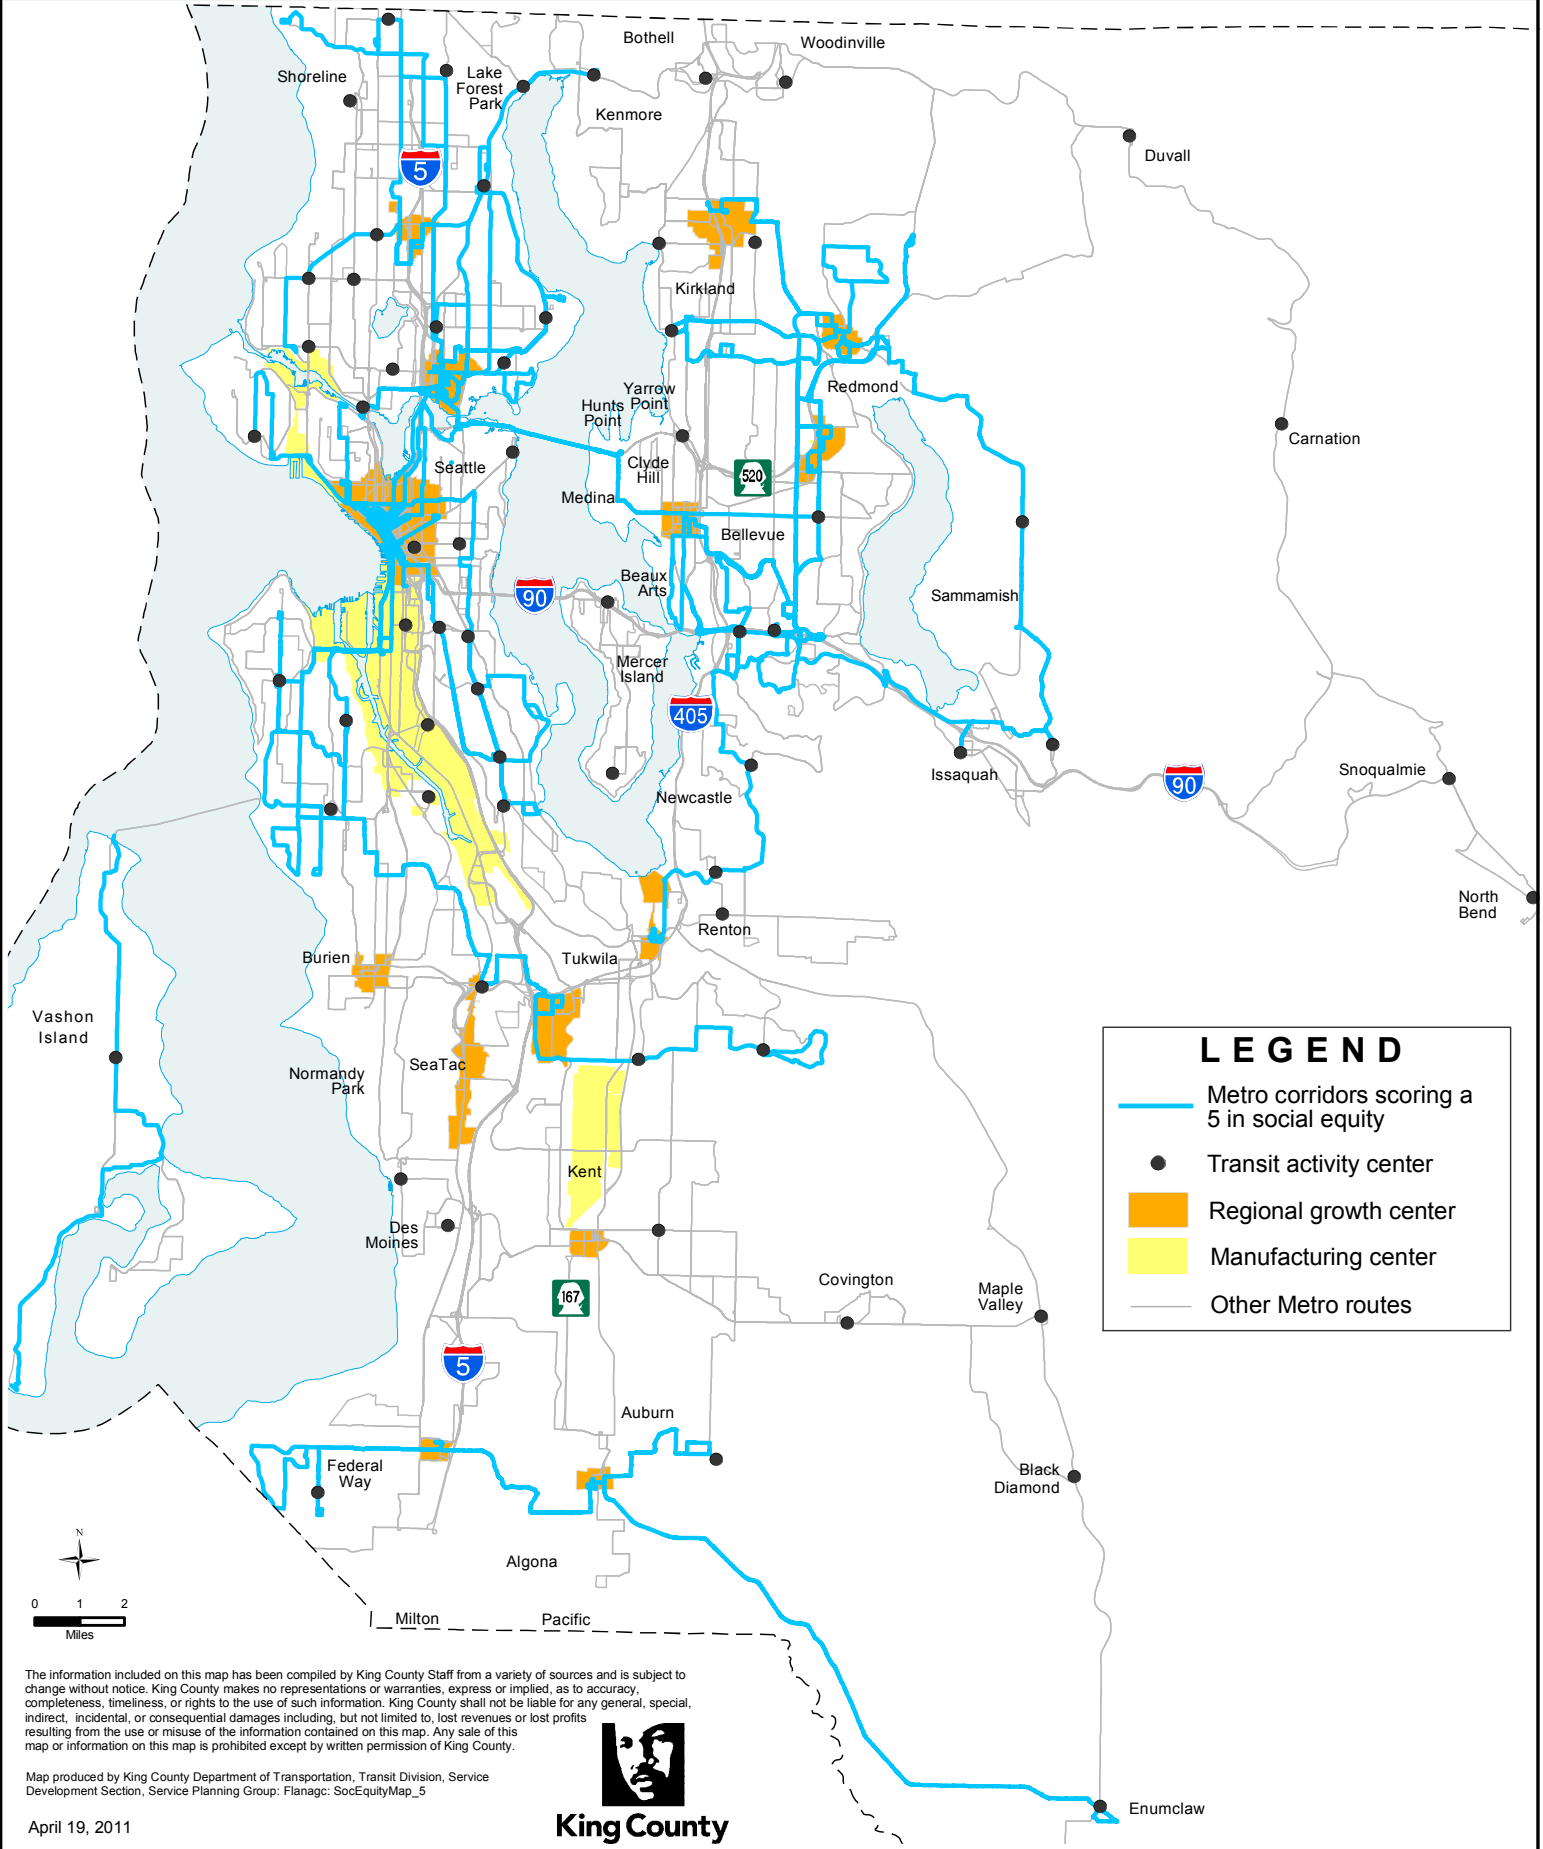 Bothell
Woodinville
Shoreline
Lake
Forest
Park
Kenmore
5
Duvall
Kirkland
Redmond
Yarrow
Point
Hunts
Point
Carnation
Seattle
Clyde
Hill
520
Medina
Bellevue
Beaux
Arts
90
Sammamish
Mercer
Island
405
Issaquah
90
Snoqualmie
Newcastle
North
Bend
Renton
Burien
Tukwila
Vashon
Island
SeaTac
Normandy
Park
Kent
Des
Moines
167
Covington
Maple
Valley
5
Auburn
Federal
Way
Black
Diamond
Algona
Milton
Pacific
Enumclaw
LEGEND
Metro corridors scoring a
5 in social equity
Transit activity center
Regional growth center
Manufacturing center
Other Metro routes
N
0 1 2
Miles
The information included on this map has been compiled by King County Staff from a variety of sources and is subject to
change without notice. King County makes no representations or warranties, express or implied, as to accuracy,
completeness, timeliness, or rights to the use of such information. King County shall not be liable for any general, special,
indirect, incidental, or consequential damages including, but not limited to, lost revenues or lost profits
resulting from the use or misuse of the information contained on this map. Any sale of this
map or information on this map is prohibited except by written permission of King County.
Map produced by King County Department of Transportation, Transit Division, Service
Development Section, Service Planning Group: Flanagc: SocEquityMap_5
April 19, 2011
King County